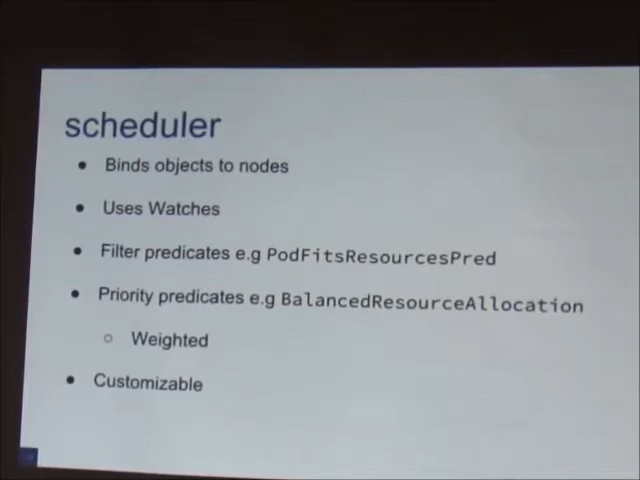 scheduler
● Binds objects to nodes
● Uses Watches
● Filter predicates e.g PodFitsResourcesPred
● Priority predicates e.g BalancedResourceAllocation
○ Weighted
● Customizable